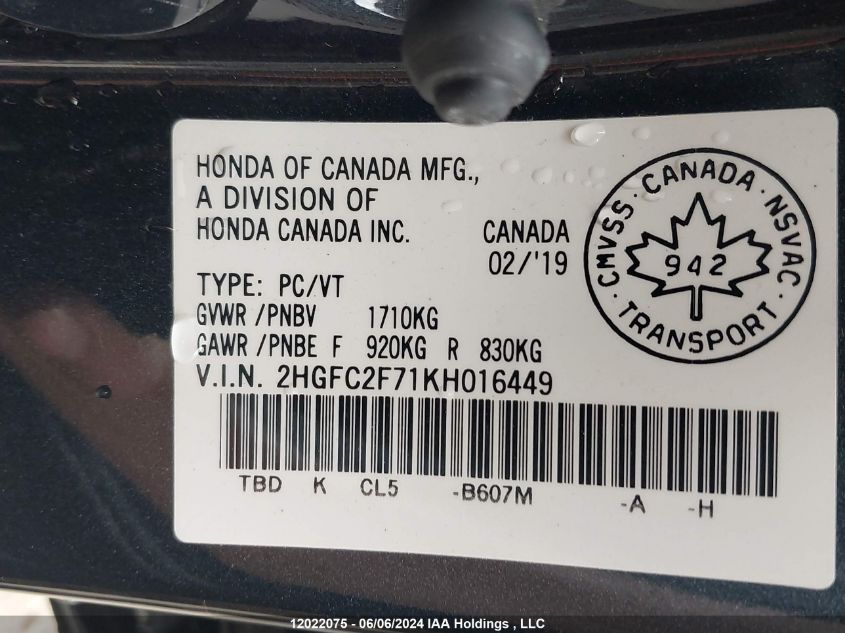 HONDA OF CANADA MFG.,
A DIVISION OF
HONDA CANADA INC. CANADA
02/'19
TYPE: PC/VT
GVWR /PNBV 1710KG
GAWR /PNBE F 920KG R 830KG
V.I.N. 2HGFC2F71KH016449
TBD K CL5 -B607M -A -H
CMVSS · CANADA · NSVAC ·
942
TRANSPORT
12022075 - 06/06/2024 IAA Holdings , LLC